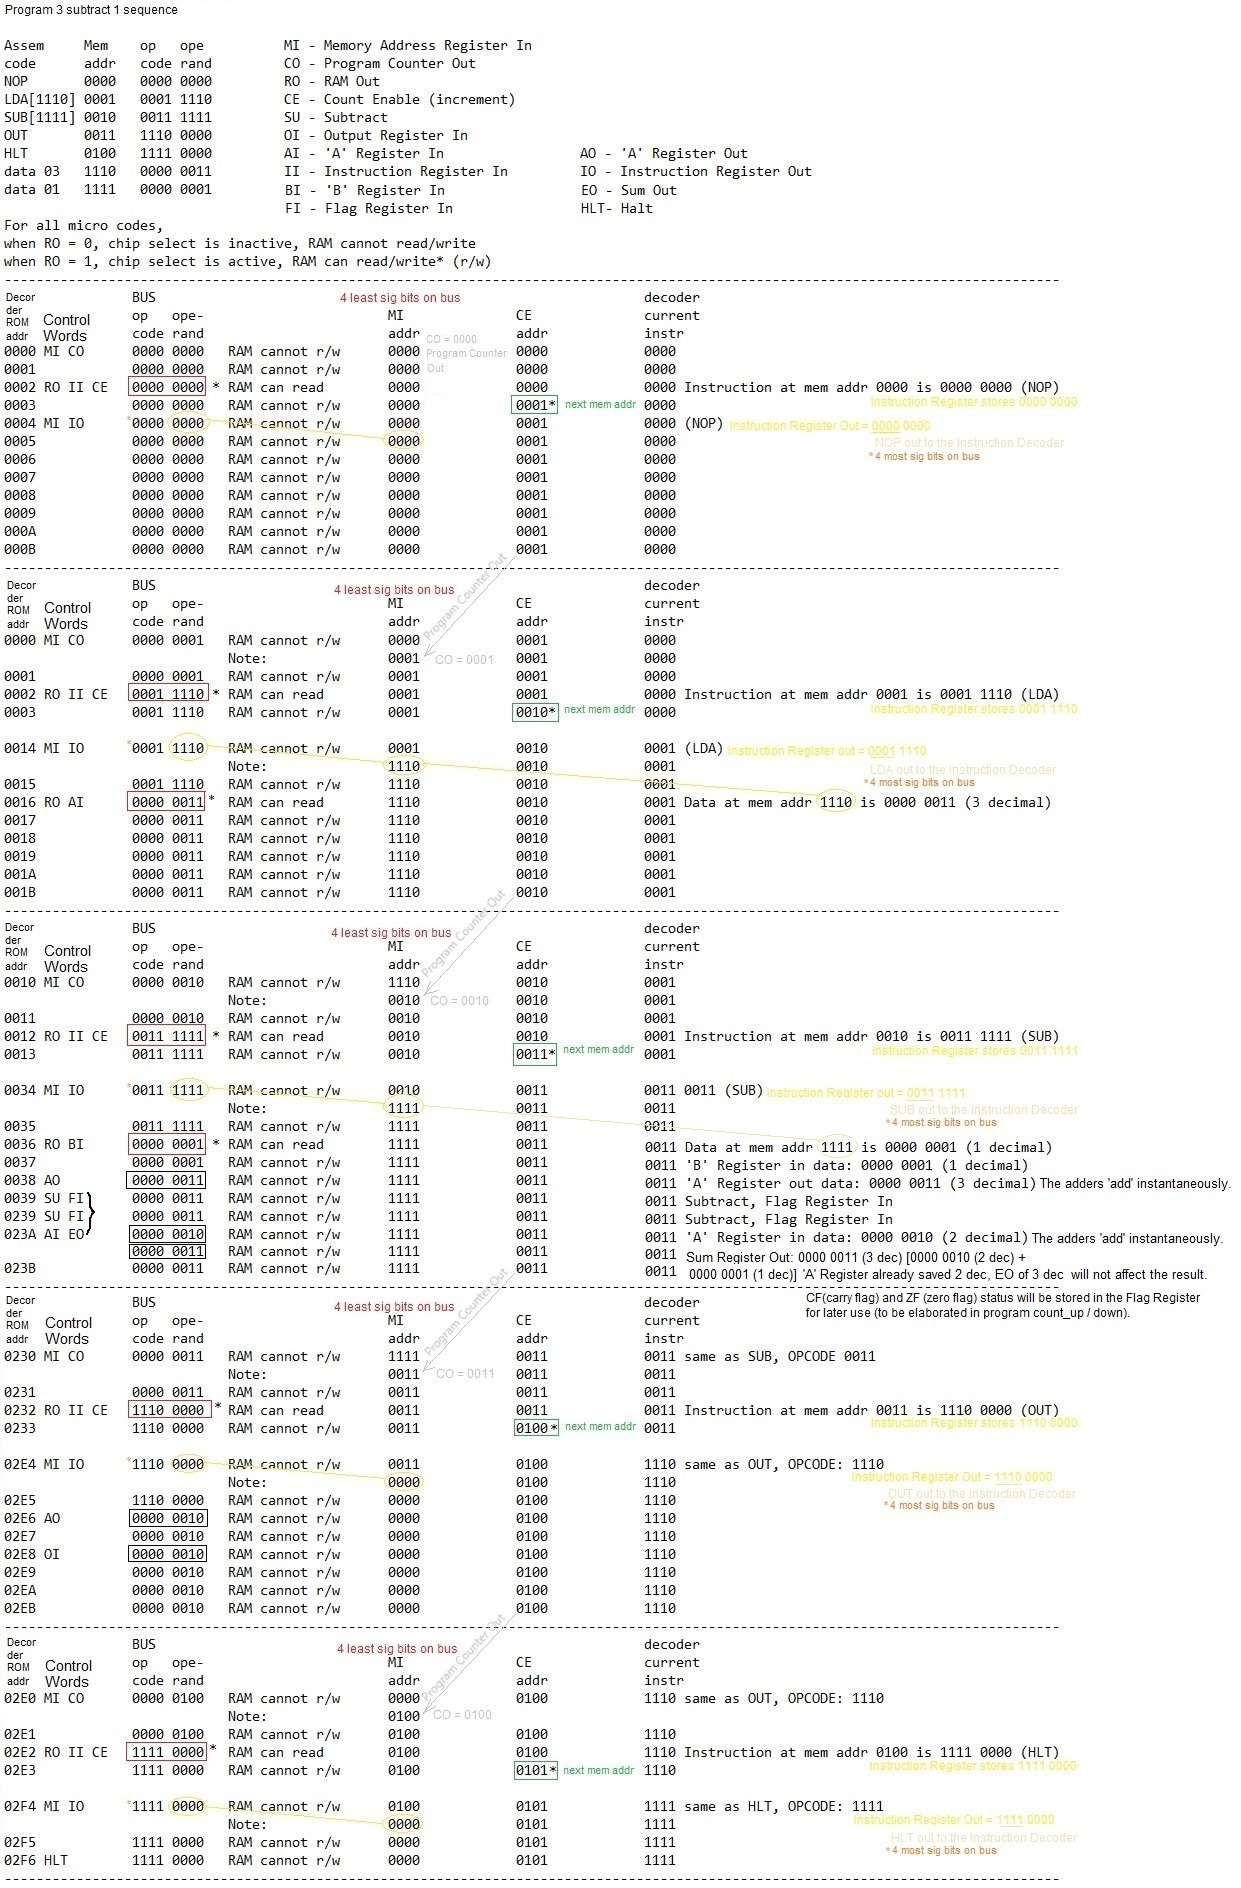 Program 3 subtract 1 sequence
Assem Mem op ope MI - Memory Address Register In
code addr code rand CO - Program Counter Out
NOP 0000 0000 0000 RO - RAM Out
LDA[1110] 0001 0001 1110 CE - Count Enable (increment)
SUB[1111] 0010 0011 1111 SU - Subtract
OUT 0011 1110 0000 OI - Output Register In
HLT 0100 1111 0000 AI - 'A' Register In AO - 'A' Register Out
data 03 1110 0000 0011 II - Instruction Register In IO - Instruction Register Out
data 01 1111 0000 0001 BI - 'B' Register In EO - Sum Out
FI - Flag Register In HLT- Halt
For all micro codes,
when RO = 0, chip select is inactive, RAM cannot read/write
when RO = 1, chip select is active, RAM can read/write* (r/w)
Decor BUS 4 least sig bits on bus decoder
der op ope- MI CE current
ROM Control
addr Words code rand addr addr instr
CO = 0000
0000 MI CO 0000 0000 RAM cannot r/w 0000 Program Counter 0000 0000
0001 0000 0000 RAM cannot r/w 0000 Out 0000 0000
0002 RO II CE 0000 0000 * RAM can read 0000 0000 0000 Instruction at mem addr 0000 is 0000 0000 (NOP)
Instruction Register stores 0000 0000
0003 0000 0000 RAM cannot r/w 0000 0001* next mem addr 0000
0004 MI IO *0000 0000 RAM cannot r/w 0000 0001 0000 (NOP) Instruction Register Out = 0000 0000
0005 0000 0000 RAM cannot r/w 0000 0001 0000 NOP out to the Instruction Decoder
* 4 most sig bits on bus
0006 0000 0000 RAM cannot r/w 0000 0001 0000
0007 0000 0000 RAM cannot r/w 0000 0001 0000
0008 0000 0000 RAM cannot r/w 0000 0001 0000
0009 0000 0000 RAM cannot r/w 0000 0001 0000
000A 0000 0000 RAM cannot r/w 0000 0001 0000
000B 0000 0000 RAM cannot r/w 0000 0001 0000
Program Counter Out
Decor BUS 4 least sig bits on bus decoder
der op ope- MI CE current
ROM Control
addr Words code rand addr addr instr
0000 MI CO 0000 0001 RAM cannot r/w 0000 0001 0000
Note: 0001 CO = 0001 0001 0000
0001 0000 0001 RAM cannot r/w 0001 0001 0000
0002 RO II CE 0001 1110 * RAM can read 0001 0001 0000 Instruction at mem addr 0001 is 0001 1110 (LDA)
Instruction Register stores 0001 1110
0003 0001 1110 RAM cannot r/w 0001 0010* next mem addr 0000
0014 MI IO *0001 1110 RAM cannot r/w 0001 0010 0001 (LDA) Instruction Register out = 0001 1110
Note: 1110 0010 0001 LDA out to the Instruction Decoder
* 4 most sig bits on bus
0015 0001 1110 RAM cannot r/w 1110 0010 0001
0016 RO AI 0000 0011 * RAM can read 1110 0010 0001 Data at mem addr 1110 is 0000 0011 (3 decimal)
0017 0000 0011 RAM cannot r/w 1110 0010 0001
0018 0000 0011 RAM cannot r/w 1110 0010 0001
0019 0000 0011 RAM cannot r/w 1110 0010 0001
001A 0000 0011 RAM cannot r/w 1110 0010 0001
001B 0000 0011 RAM cannot r/w 1110 0010 0001
Program Counter Out
Decor BUS 4 least sig bits on bus decoder
der op ope- MI CE current
ROM Control
addr Words code rand addr addr instr
0010 MI CO 0000 0010 RAM cannot r/w 1110 0010 0001
Note: 0010 CO = 0010 0010 0001
0011 0000 0010 RAM cannot r/w 0010 0010 0001
0012 RO II CE 0011 1111 * RAM can read 0010 0010 0001 Instruction at mem addr 0010 is 0011 1111 (SUB)
Instruction Register stores 0011 1111
0013 0011 1111 RAM cannot r/w 0010 0011* next mem addr 0001
0034 MI IO *0011 1111 RAM cannot r/w 0010 0011 0011 0011 (SUB) Instruction Register out = 0011 1111
Note: 1111 0011 0011 SUB out to the Instruction Decoder
* 4 most sig bits on bus
0035 0011 1111 RAM cannot r/w 1111 0011 0011
0036 RO BI 0000 0001 * RAM can read 1111 0011 0011 Data at mem addr 1111 is 0000 0001 (1 decimal)
0037 0000 0001 RAM cannot r/w 1111 0011 0011 'B' Register in data: 0000 0001 (1 decimal)
0038 AO 0000 0011 RAM cannot r/w 1111 0011 0011 'A' Register out data: 0000 0011 (3 decimal) The adders 'add' instantaneously.
0039 SU FI 0000 0011 RAM cannot r/w 1111 0011 0011 Subtract, Flag Register In
0239 SU FI 0000 0011 RAM cannot r/w 1111 0011 0011 Subtract, Flag Register In
023A AI EO 0000 0010 RAM cannot r/w 1111 0011 0011 'A' Register in data: 0000 0010 (2 decimal) The adders 'add' instantaneously.
0000 0011 RAM cannot r/w 1111 0011 0011 Sum Register Out: 0000 0011 (3 dec) [0000 0010 (2 dec) +
023B 0000 0011 RAM cannot r/w 1111 0011 0011 0000 0001 (1 dec)] 'A' Register already saved 2 dec, EO of 3 dec will not affect the result.
Program Counter Out
CF(carry flag) and ZF (zero flag) status will be stored in the Flag Register
for later use (to be elaborated in program count_up / down).
Decor BUS 4 least sig bits on bus decoder
der op ope- MI CE current
ROM Control
addr Words code rand addr addr instr
0230 MI CO 0000 0011 RAM cannot r/w 1111 0011 0011 same as SUB, OPCODE 0011
Note: 0011 CO = 0011 0011 0011
0231 0000 0011 RAM cannot r/w 0011 0011 0011
0232 RO II CE 1110 0000 * RAM can read 0011 0011 0011 Instruction at mem addr 0011 is 1110 0000 (OUT)
Instruction Register stores 1110 0000
0233 1110 0000 RAM cannot r/w 0011 0100* next mem addr 0011
02E4 MI IO *1110 0000 RAM cannot r/w 0011 0100 1110 same as OUT, OPCODE: 1110
Instruction Register Out = 1110 0000
Note: 0000 0100 1110
OUT out to the Instruction Decoder
02E5 1110 0000 RAM cannot r/w 0000 0100 1110
* 4 most sig bits on bus
02E6 AO 0000 0010 RAM cannot r/w 0000 0100 1110
02E7 0000 0010 RAM cannot r/w 0000 0100 1110
02E8 OI 0000 0010 RAM cannot r/w 0000 0100 1110
02E9 0000 0010 RAM cannot r/w 0000 0100 1110
02EA 0000 0010 RAM cannot r/w 0000 0100 1110
02EB 0000 0010 RAM cannot r/w 0000 0100 1110
Program Counter Out
Decor BUS 4 least sig bits on bus decoder
der op ope- MI CE current
ROM Control
addr Words code rand addr addr instr
02E0 MI CO 0000 0100 RAM cannot r/w 0000 0100 1110 same as OUT, OPCODE: 1110
Note: 0100 CO = 0100
02E1 0000 0100 RAM cannot r/w 0100 0100 1110
02E2 RO II CE 1111 0000 * RAM can read 0100 0100 1110 Instruction at mem addr 0100 is 1111 0000 (HLT)
Instruction Register stores 1111 0000
02E3 1111 0000 RAM cannot r/w 0100 0101* next mem addr 1110
02F4 MI IO *1111 0000 RAM cannot r/w 0100 0101 1111 same as HLT, OPCODE: 1111
Instruction Register Out = 1111 0000
Note: 0000 0101 1111
HLT out to the Instruction Decoder
02F5 1111 0000 RAM cannot r/w 0000 0101 1111
* 4 most sig bits on bus
02F6 HLT 1111 0000 RAM cannot r/w 0000 0101 1111